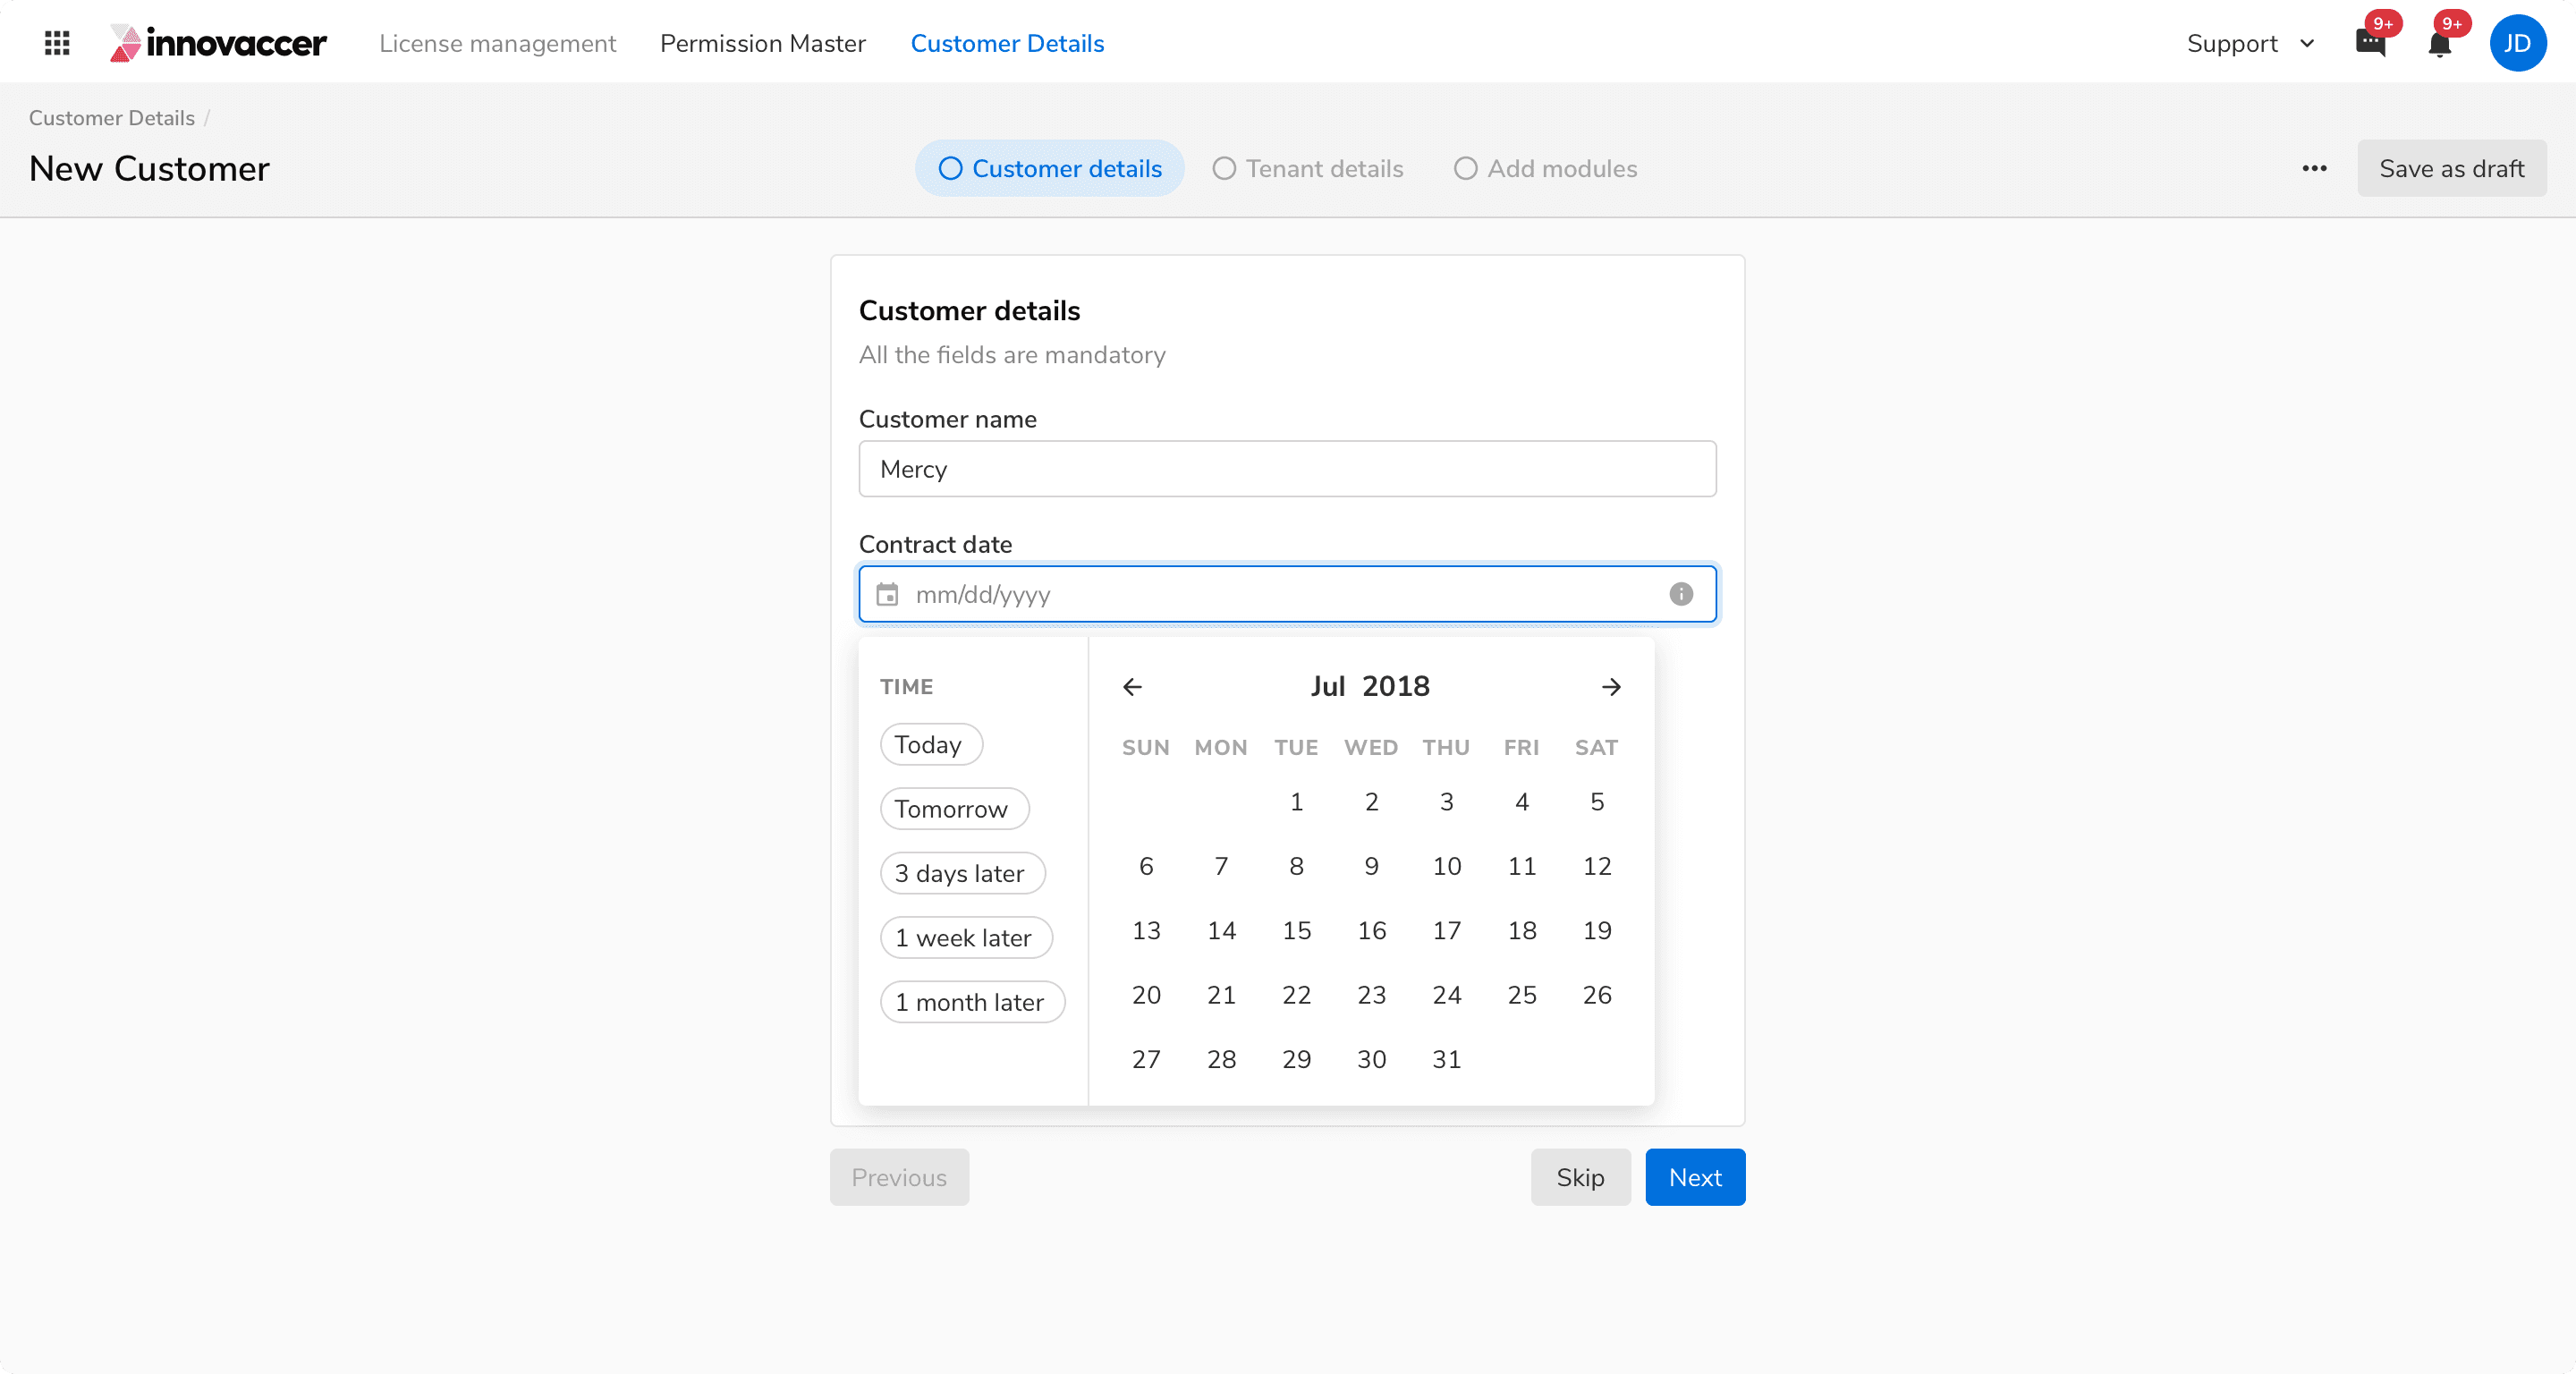 innovaccer License management Permission Master Customer Details Support 9+ 9+ JD
Customer Details /
New Customer Customer details Tenant details Add modules Save as draft
Customer details
All the fields are mandatory
Customer name
Mercy
Contract date
mm/dd/yyyy
TIME
Today
Tomorrow
3 days later
1 week later
1 month later
Jul 2018
SUN MON TUE WED THU FRI SAT
1 2 3 4 5
6 7 8 9 10 11 12
13 14 15 16 17 18 19
20 21 22 23 24 25 26
27 28 29 30 31
Previous Skip Next